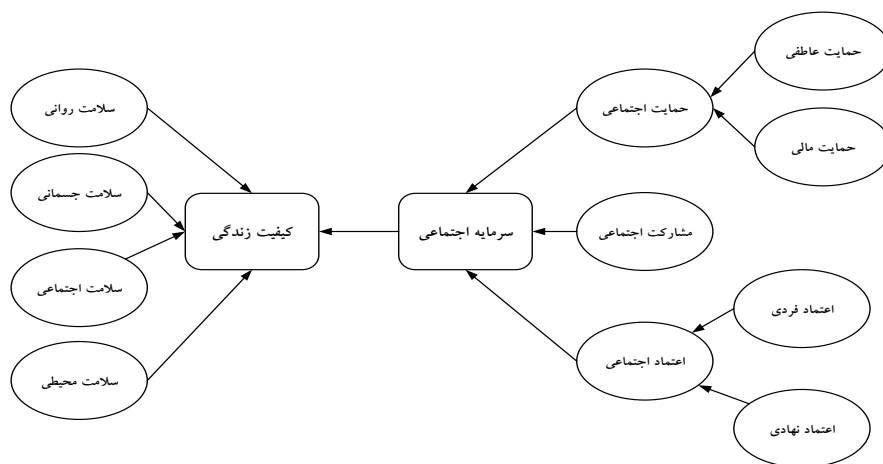 حمایت عاطفی
حمایت اجتماعی
سلامت روانی
حمایت مالی
سلامت جسمانی
سرمایه اجتماعی
کیفیت زندگی
مشارکت اجتماعی
سلامت اجتماعی
اعتماد فردی
اعتماد اجتماعی
سلامت محیطی
اعتماد نهادی